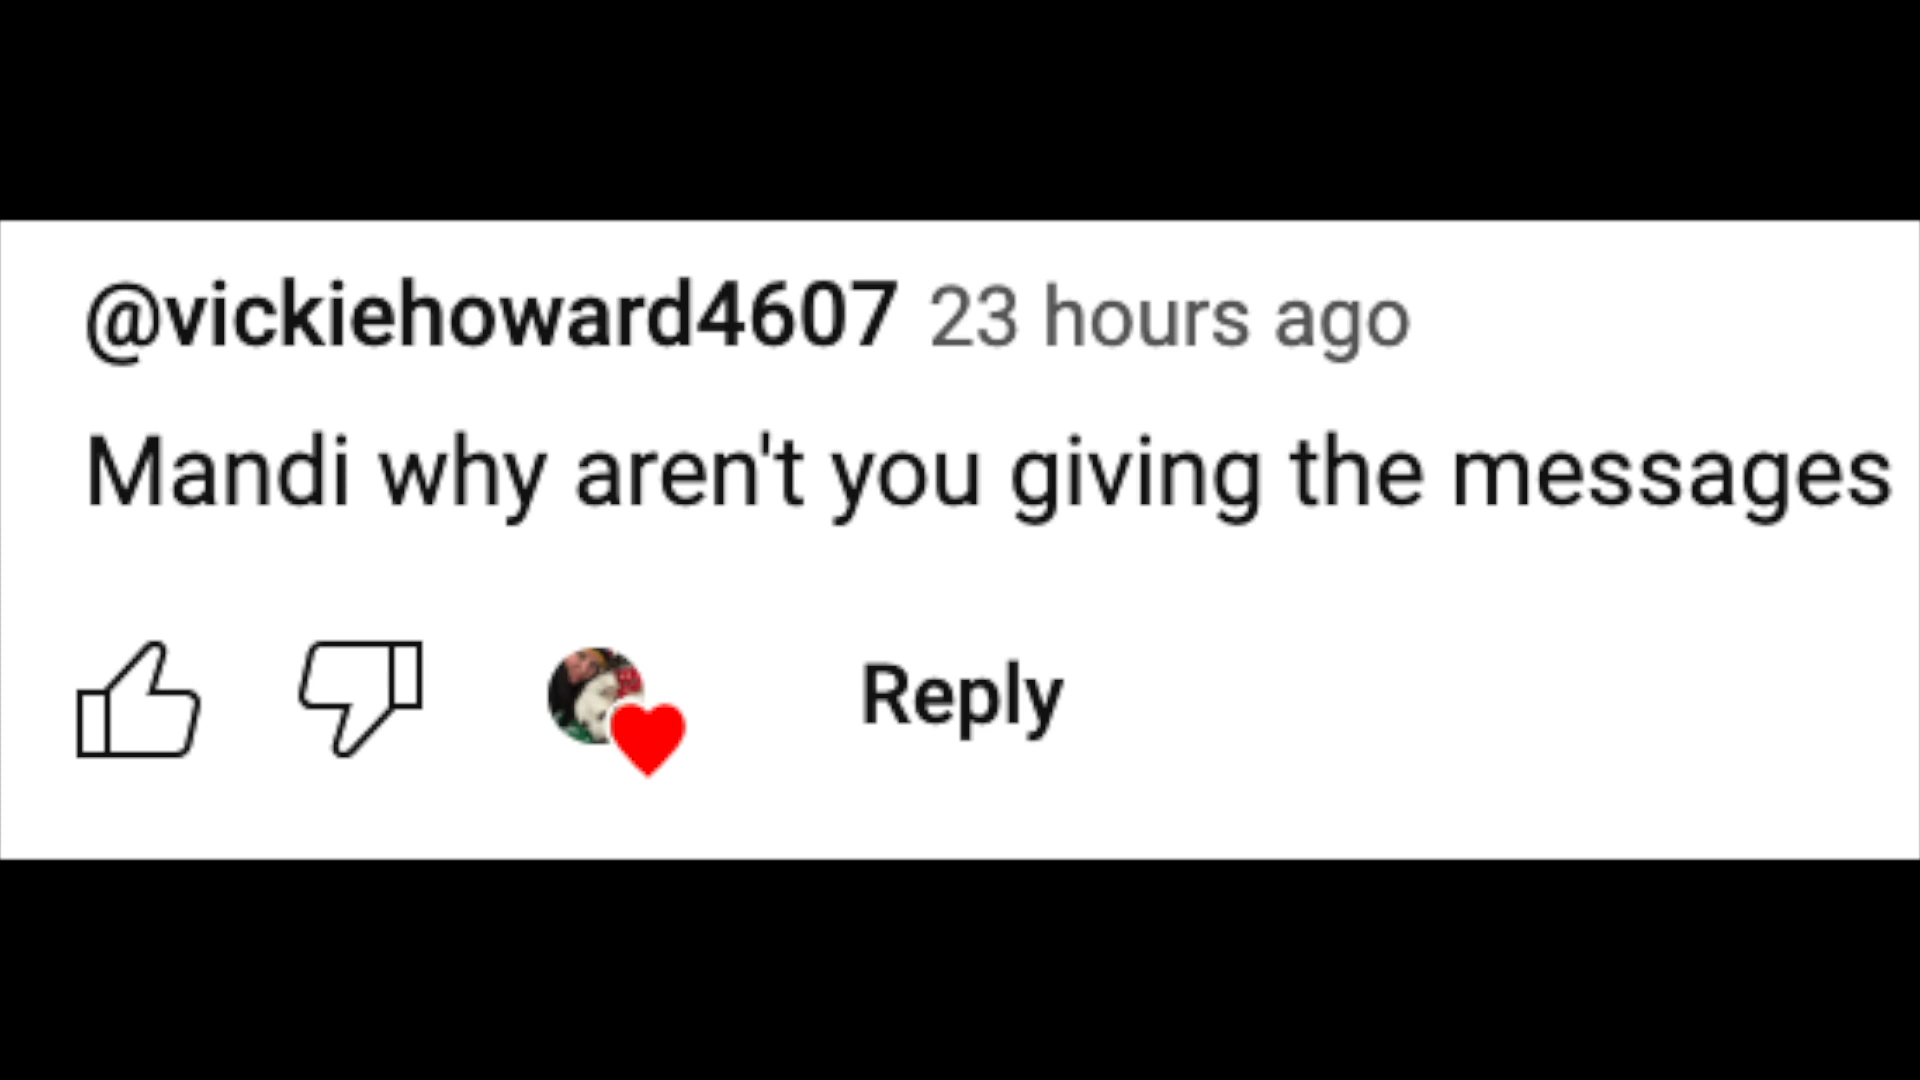 @vickiehoward4607 23 hours ago
Mandi why aren't you giving the messages
Reply